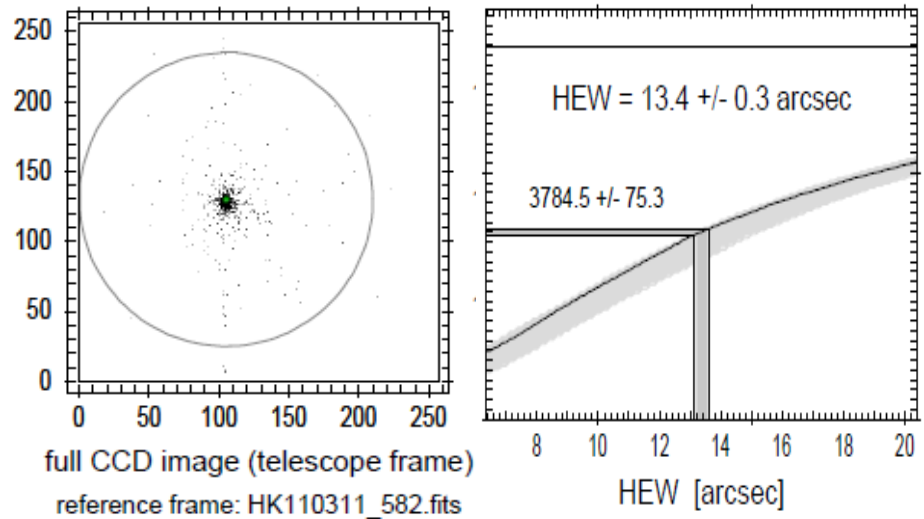 250
200
150
100
50
0
0 50 100 150 200 250
full CCD image (telescope frame)
reference frame: HK110311_582.fits
HEW = 13.4 +/- 0.3 arcsec
3784.5 +/- 75.3
8 10 12 14 16 18 20
HEW [arcsec]